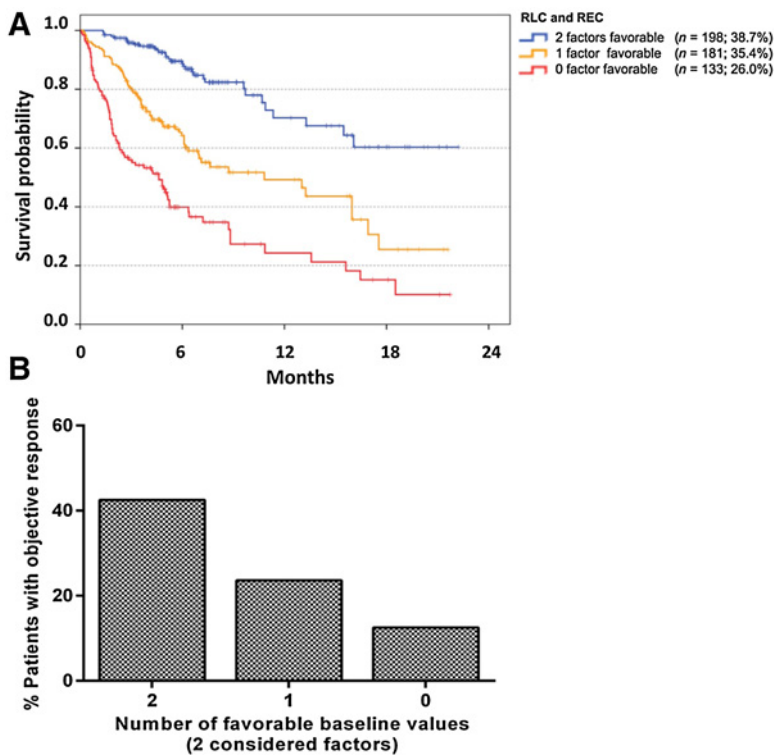 A
RLC and REC
2 factors favorable (n = 198; 38.7%)
1 factor favorable (n = 181; 35.4%)
0 factor favorable (n = 133; 26.0%)
Survival probability
1.0
0.8
0.6
0.4
0.2
0.0
0 6 12 18 24
Months
B
% Patients with objective response
60
40
20
0
2 1 0
Number of favorable baseline values
(2 considered factors)